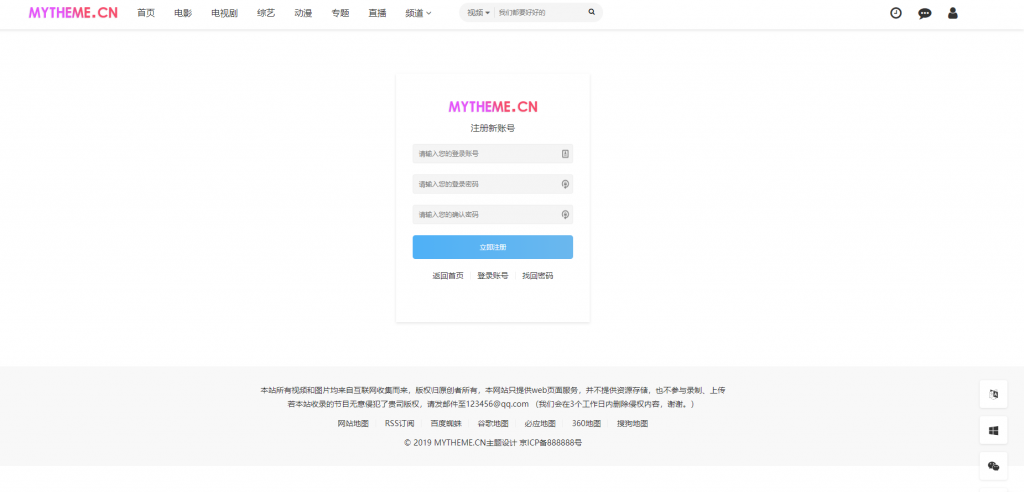 MYTHEME.CN 首页 电影 电视剧 综艺 动漫 专题 直播 频道 视频 我们都要好好的
MYTHEME.CN
注册新账号
请输入您的登录账号
请输入您的登录密码
请输入您的确认密码
立即注册
返回首页 登录账号 找回密码
本站所有视频和图片均来自互联网收集而来，版权归原创者所有，本网站只提供web页面服务，并不提供资源存储，也不参与录制、上传
若本站收录的节目无意侵犯了贵司版权，请发邮件至123456@qq.com （我们会在3个工作日内删除侵权内容，谢谢。）
网站地图 RSS订阅 百度蜘蛛 谷歌地图 必应地图 360地图 搜狗地图
© 2019 MYTHEME.CN主题设计 京ICP备888888号